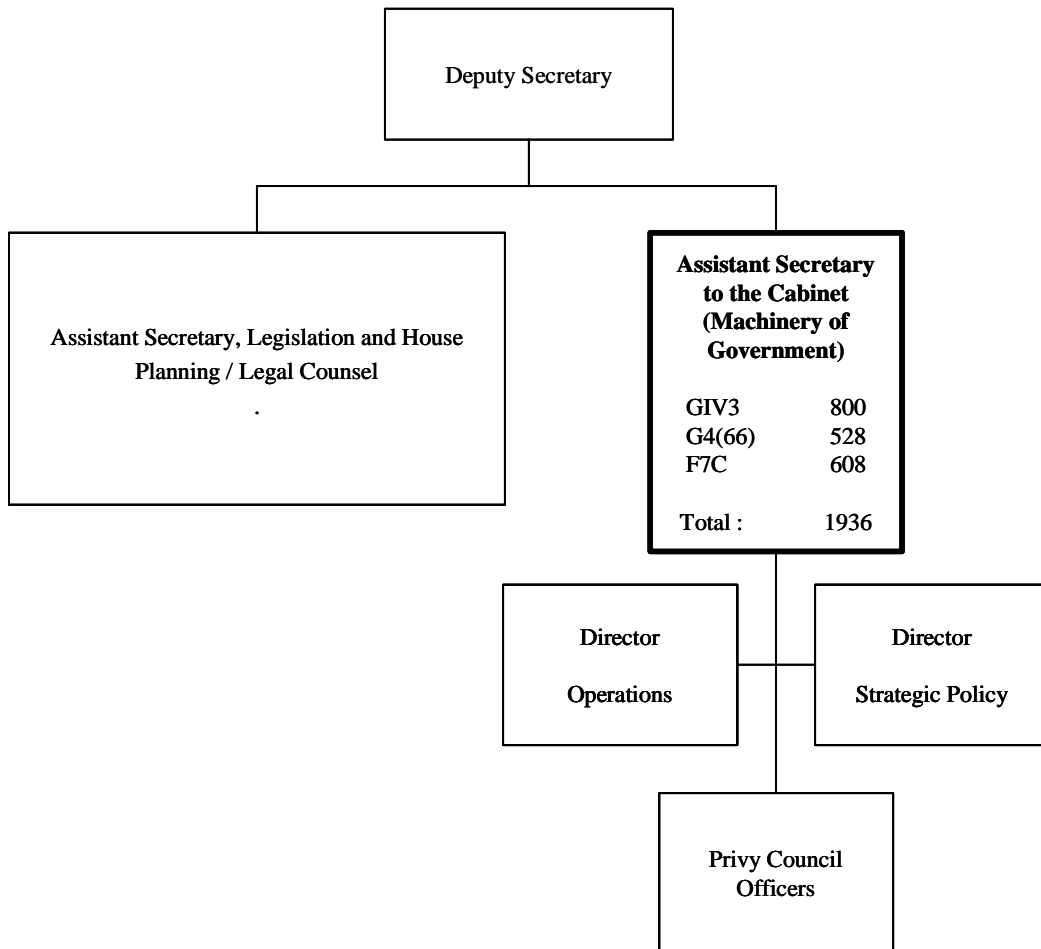 Deputy Secretary
Assistant Secretary, Legislation and House
Planning / Legal Counsel
.
Assistant Secretary
to the Cabinet
(Machinery of
Government)
GIV3 800
G4(66) 528
F7C 608
Total : 1936
Director
Operations
Director
Strategic Policy
Privy Council
Officers